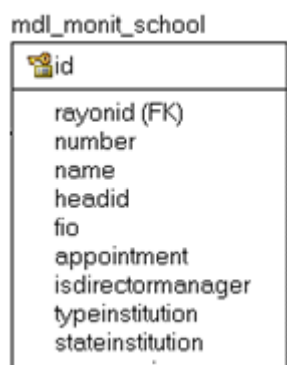 mdl_monit_school
id
rayonid (FK)
number
name
headid
fio
appointment
isdirectormanager
typeinstitution
stateinstitution